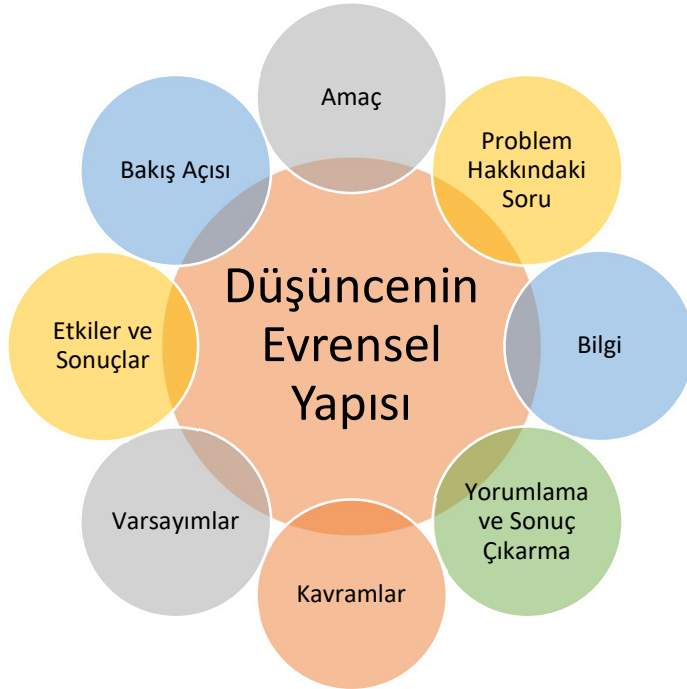 Amaç
Problem
Hakkındaki
Soru
Bilgi
Yorumlama
ve Sonuç
Çıkarma
Kavramlar
Varsayımlar
Etkiler ve
Sonuçlar
Bakış Açısı
Düşüncenin
Evrensel
Yapısı